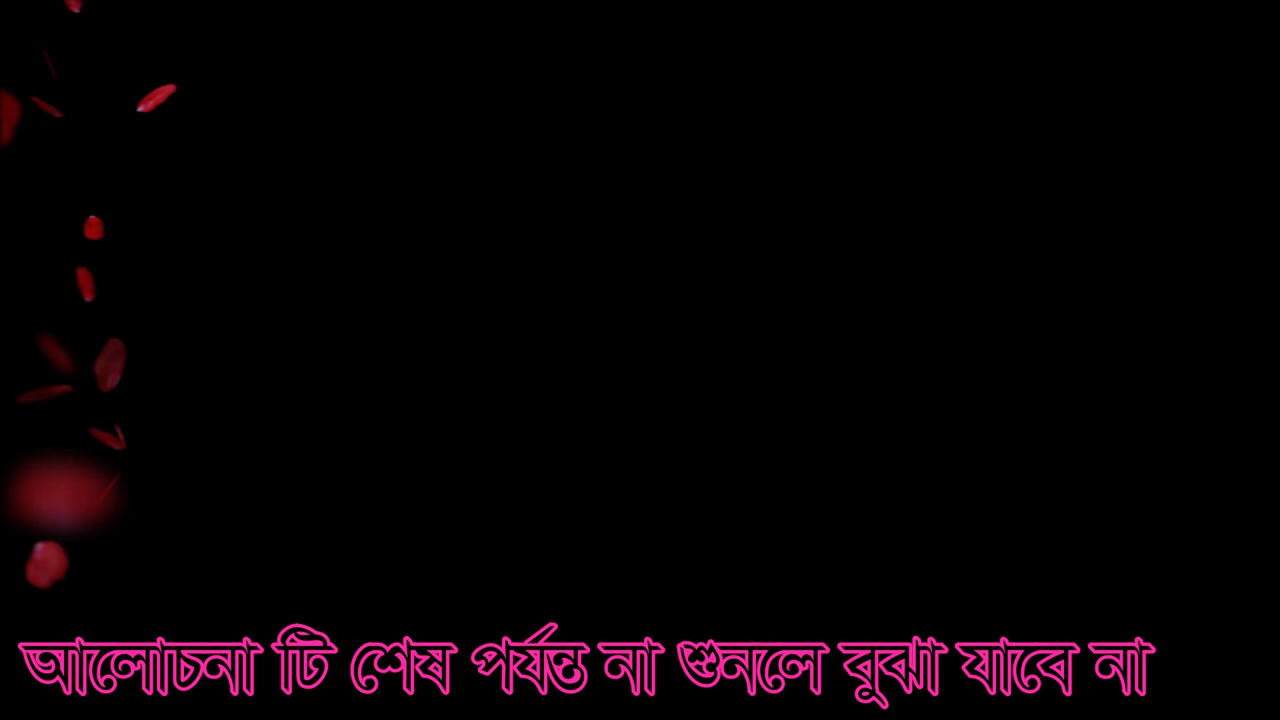 আলোচনা টি শেষ পর্যন্ত না শুনলে বুঝা যাবে না